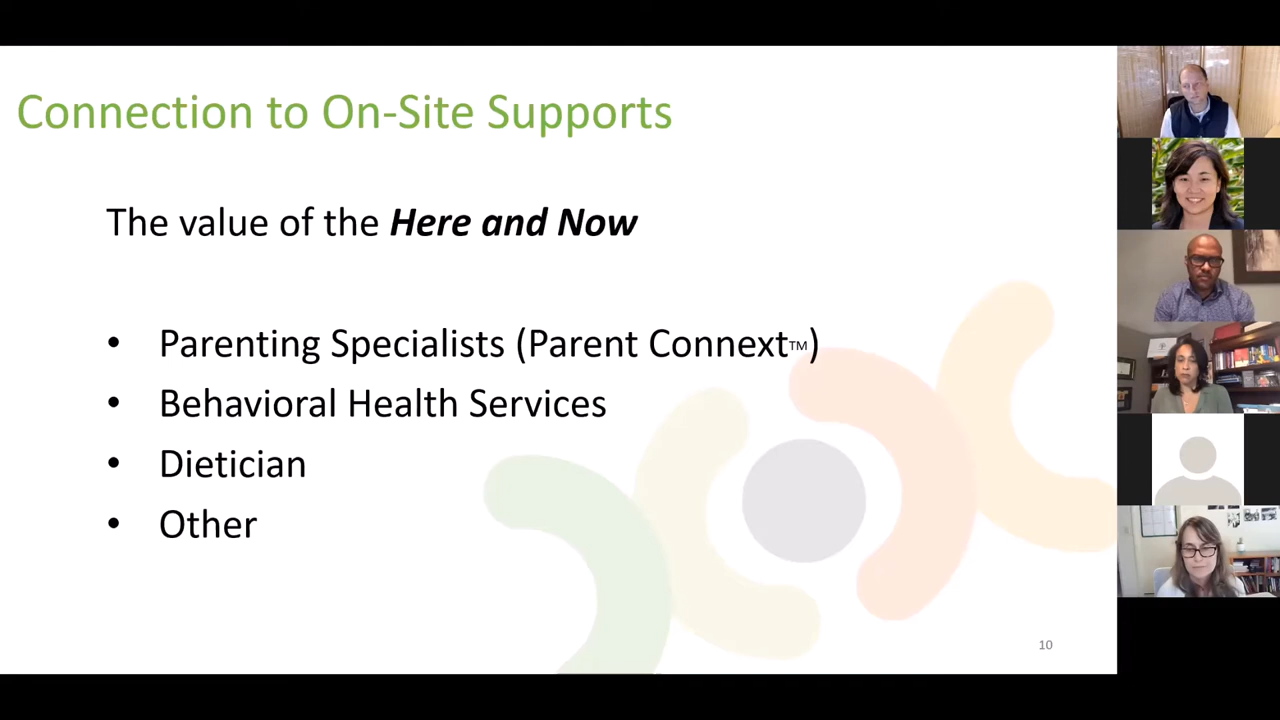 Connection to On-Site Supports
The value of the Here and Now
• Parenting Specialists (Parent Connext™)
• Behavioral Health Services
• Dietician
• Other
10